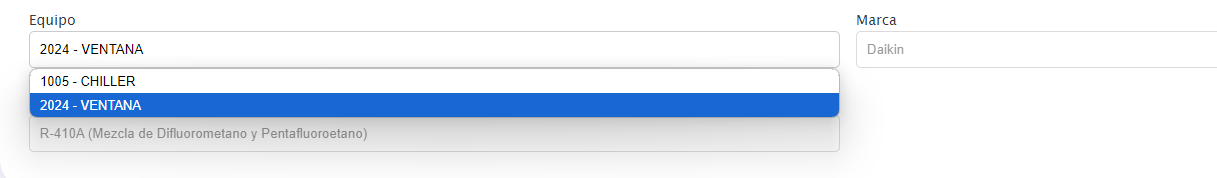 Equipo
Marca
2024 - VENTANA
Daikin
1005 - CHILLER
2024 - VENTANA
R-410A (Mezcla de Difluorometano y Pentafluoroetano)